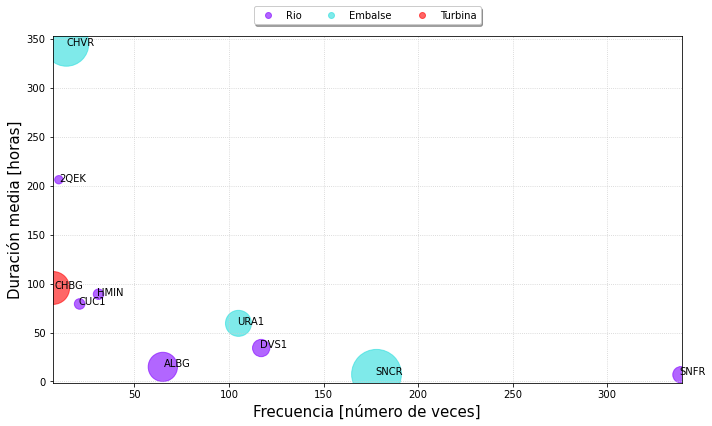 Rio Embalse Turbina
350
CHVR
300
250
2QEK
200
150
CHBG
HMIN
100
CUC1
URA1
50
DVS1
ALBG
SNCR
SNFR
0
50 100 150 200 250 300
Duración media [horas]
Frecuencia [número de veces]